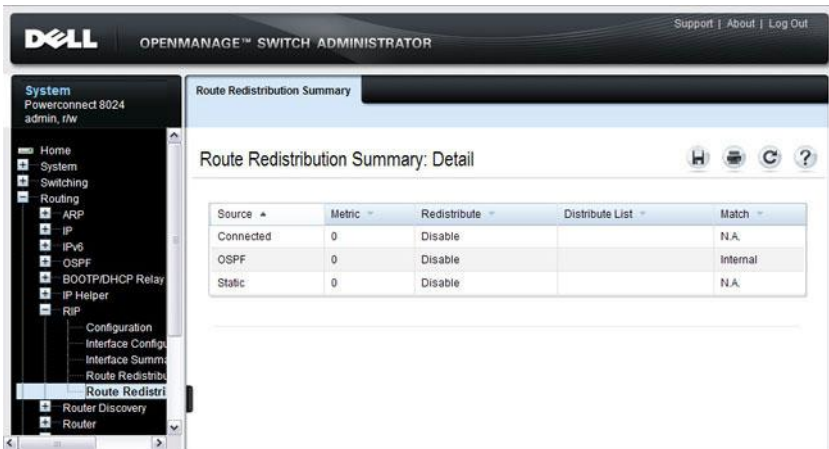 Support | About | Log Out
DELL OPENMANAGE™ SWITCH ADMINISTRATOR
System
Powerconnect 8024
admin, r/w
Route Redistribution Summary
Home
System
Switching
Routing
ARP
IP
IPv6
OSPF
BOOTP/DHCP Relay
IP Helper
RIP
Configuration
Interface Configu
Interface Summa
Route Redistribu
Route Redistri
Router Discovery
Router
Route Redistribution Summary: Detail
Source Metric Redistribute Distribute List Match
Connected 0 Disable N.A.
OSPF 0 Disable Internal
Static 0 Disable N.A.